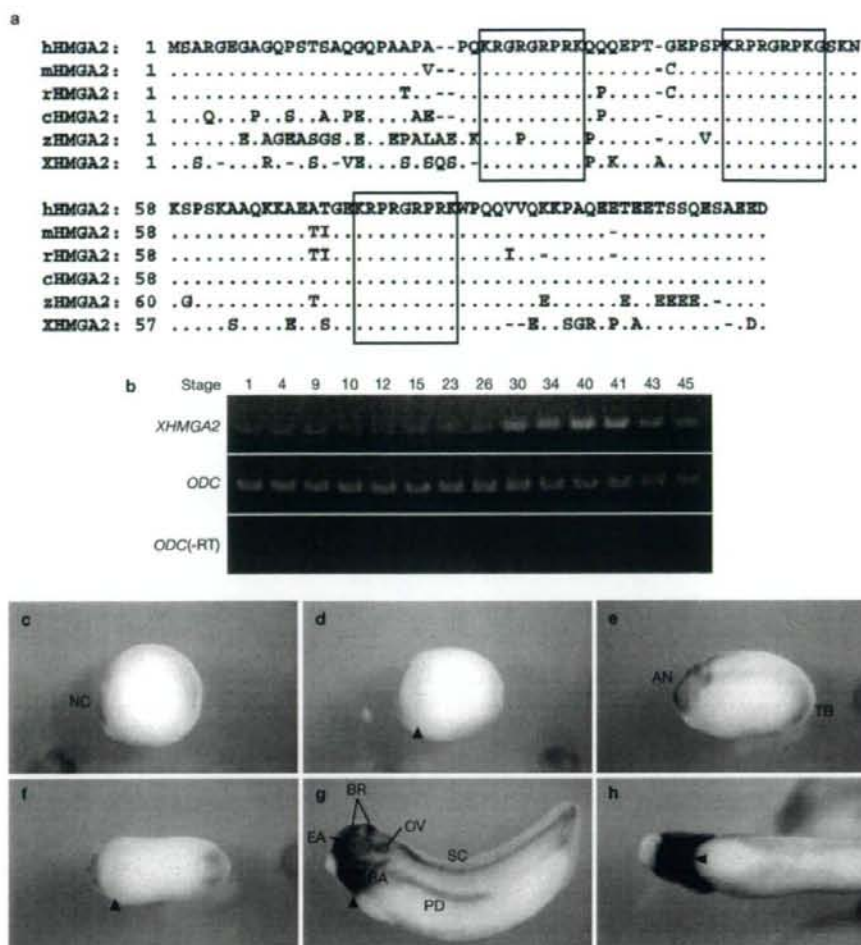 a
hHMGA2: 1 MSARGEGAGQPSTSAQGQPAAPA--PQKRGRGRPRKQQQEPT-GEPSPKRPRGRPKGSKN
mHMGA2: 1 ......................V--.................-C................
rHMGA2: 1 ....................T..--............P....-C................
cHMGA2: 1 ...Q...P..S..A.PE....AE--............P....-.................
zHMGA2: 1 ......E.AGEASGS.E..EPALAE.K...P.....P.....-...V.............
XHMGA2: 1 ..S.-...R.-.S..VE...S.SQS-...........P.K...A.................
hHMGA2: 58 KSPSKAAQKKAEATGEKRPRGRPRKWPQQVVQKKPAQEETEETSSQESAEED
mHMGA2: 58 ............TI.......................-..............
rHMGA2: 58 ............TI...............I..-....-..............
cHMGA2: 58 ....................................................
zHMGA2: 60 .G..........T.................E.....E..EEEE.-.....
XHMGA2: 57 ....S....E..S...............--E..SGR.P.A........D.
b Stage 1 4 9 10 12 15 23 26 30 34 40 41 43 45
XHMGA2
ODC
ODC(-RT)
c
NC
d
e
AN
TB
f
g
BR
EA
OV
SC
BA
PD
h